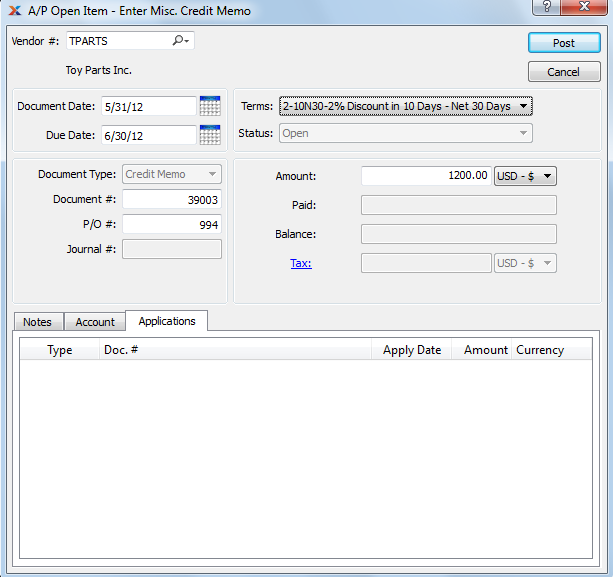 A/P Open Item - Enter Misc. Credit Memo
Vendor #: TPARTS
Post
Toy Parts Inc.
Cancel
Document Date: 5/31/12
Due Date: 6/30/12
Terms: 2-10N30-2% Discount in 10 Days - Net 30 Days
Status: Open
Document Type: Credit Memo
Document #: 39003
P/O #: 994
Journal #:
Amount: 1200.00 USD - $
Paid:
Balance:
Tax: USD - $
Notes Account Applications
Type Doc. # Apply Date Amount Currency